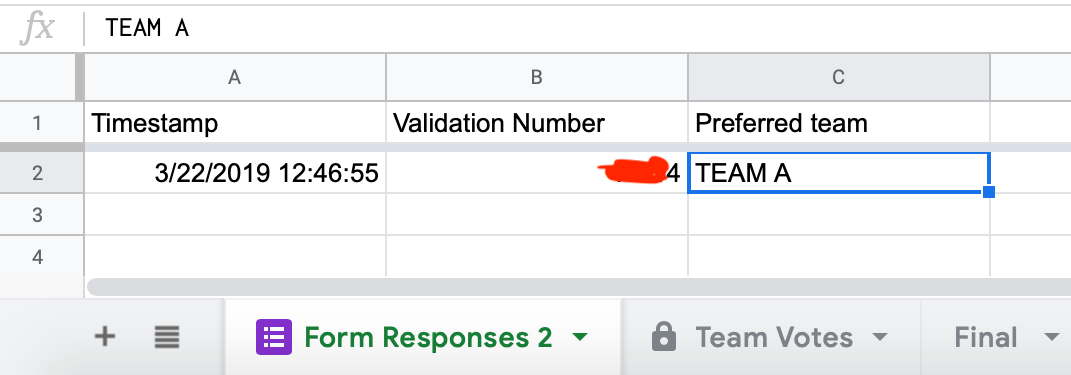 fx TEAM A
A B C
1 Timestamp Validation Number Preferred team
2 3/22/2019 12:46:55 4 TEAM A
3
4
+ Form Responses 2 Team Votes Final